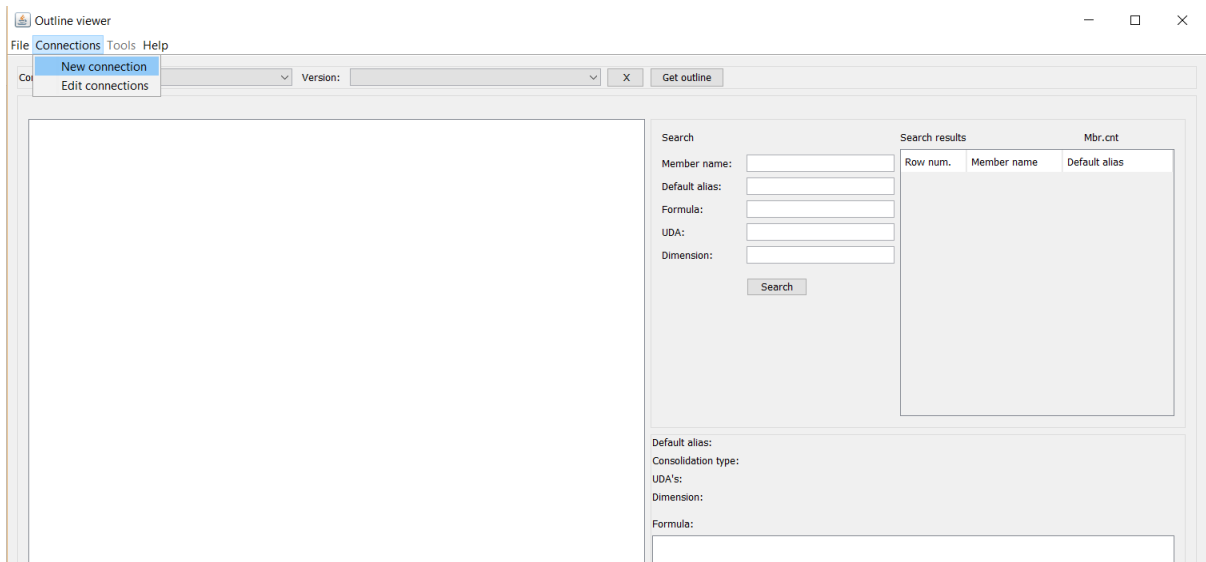 Outline viewer
File Connections Tools Help
New connection
Edit connections
Version:
X
Get outline
Search
Search results
Mbr.cnt
Member name:
Row num. Member name Default alias
Default alias:
Formula:
UDA:
Dimension:
Search
Default alias:
Consolidation type:
UDA's:
Dimension:
Formula: